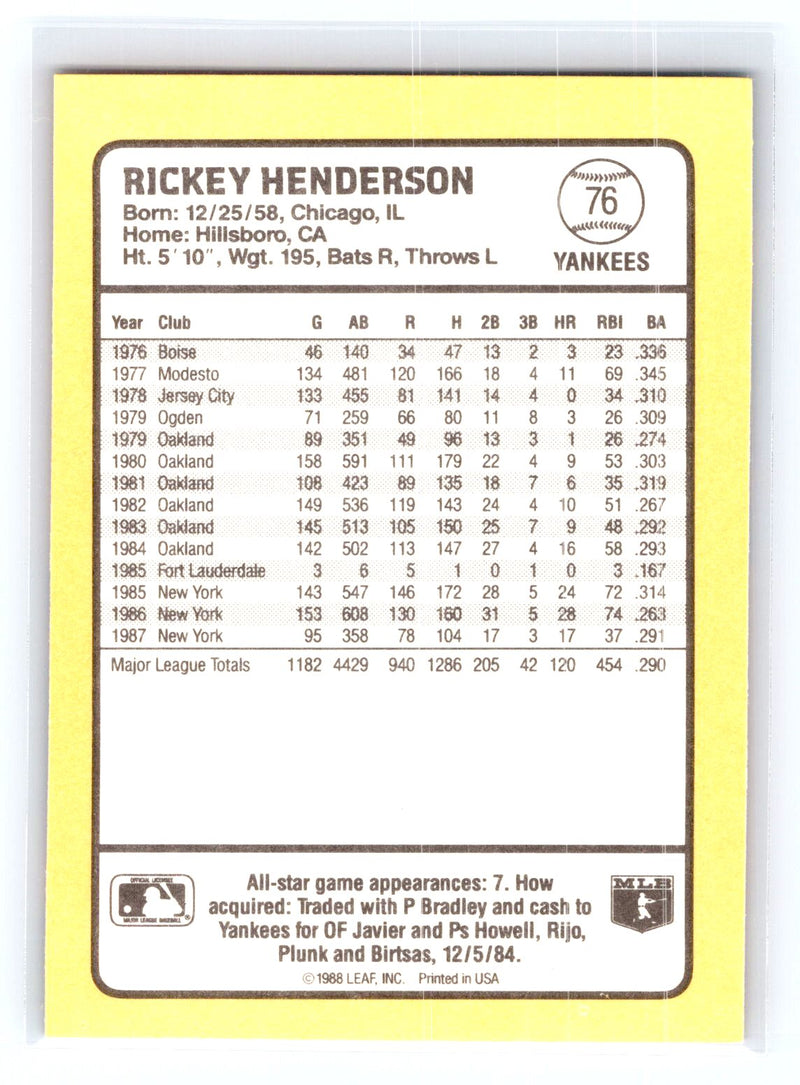 RICKEY HENDERSON
Born: 12/25/58, Chicago, IL
Home: Hillsboro, CA
Ht. 5' 10", Wgt. 195, Bats R, Throws L
76
YANKEES
Year Club G AB R H 2B 3B HR RBI BA
1976 Boise 46 140 34 47 13 2 3 23 .336
1977 Modesto 134 481 120 166 18 4 11 69 .345
1978 Jersey City 133 455 81 141 14 4 0 34 .310
1979 Ogden 71 259 66 80 11 8 3 26 .309
1979 Oakland 89 351 49 96 13 3 1 26 .274
1980 Oakland 158 591 111 179 22 4 9 53 .303
1981 Oakland 108 423 89 135 18 7 6 35 .319
1982 Oakland 149 536 119 143 24 4 10 51 .267
1983 Oakland 145 513 105 150 25 7 9 48 .292
1984 Oakland 142 502 113 147 27 4 16 58 .293
1985 Fort Lauderdale 3 6 5 1 0 1 0 3 .167
1985 New York 143 547 146 172 28 5 24 72 .314
1986 New York 153 608 130 160 31 5 28 74 .263
1987 New York 95 358 78 104 17 3 17 37 .291
Major League Totals 1182 4429 940 1286 205 42 120 454 .290
OFFICIAL LICENSEE
MAJOR LEAGUE BASEBALL
®
All-star game appearances: 7. How
acquired: Traded with P Bradley and cash to
Yankees for OF Javier and Ps Howell, Rijo,
Plunk and Birtsas, 12/5/84.
MLB
©1988 LEAF, INC. Printed in USA